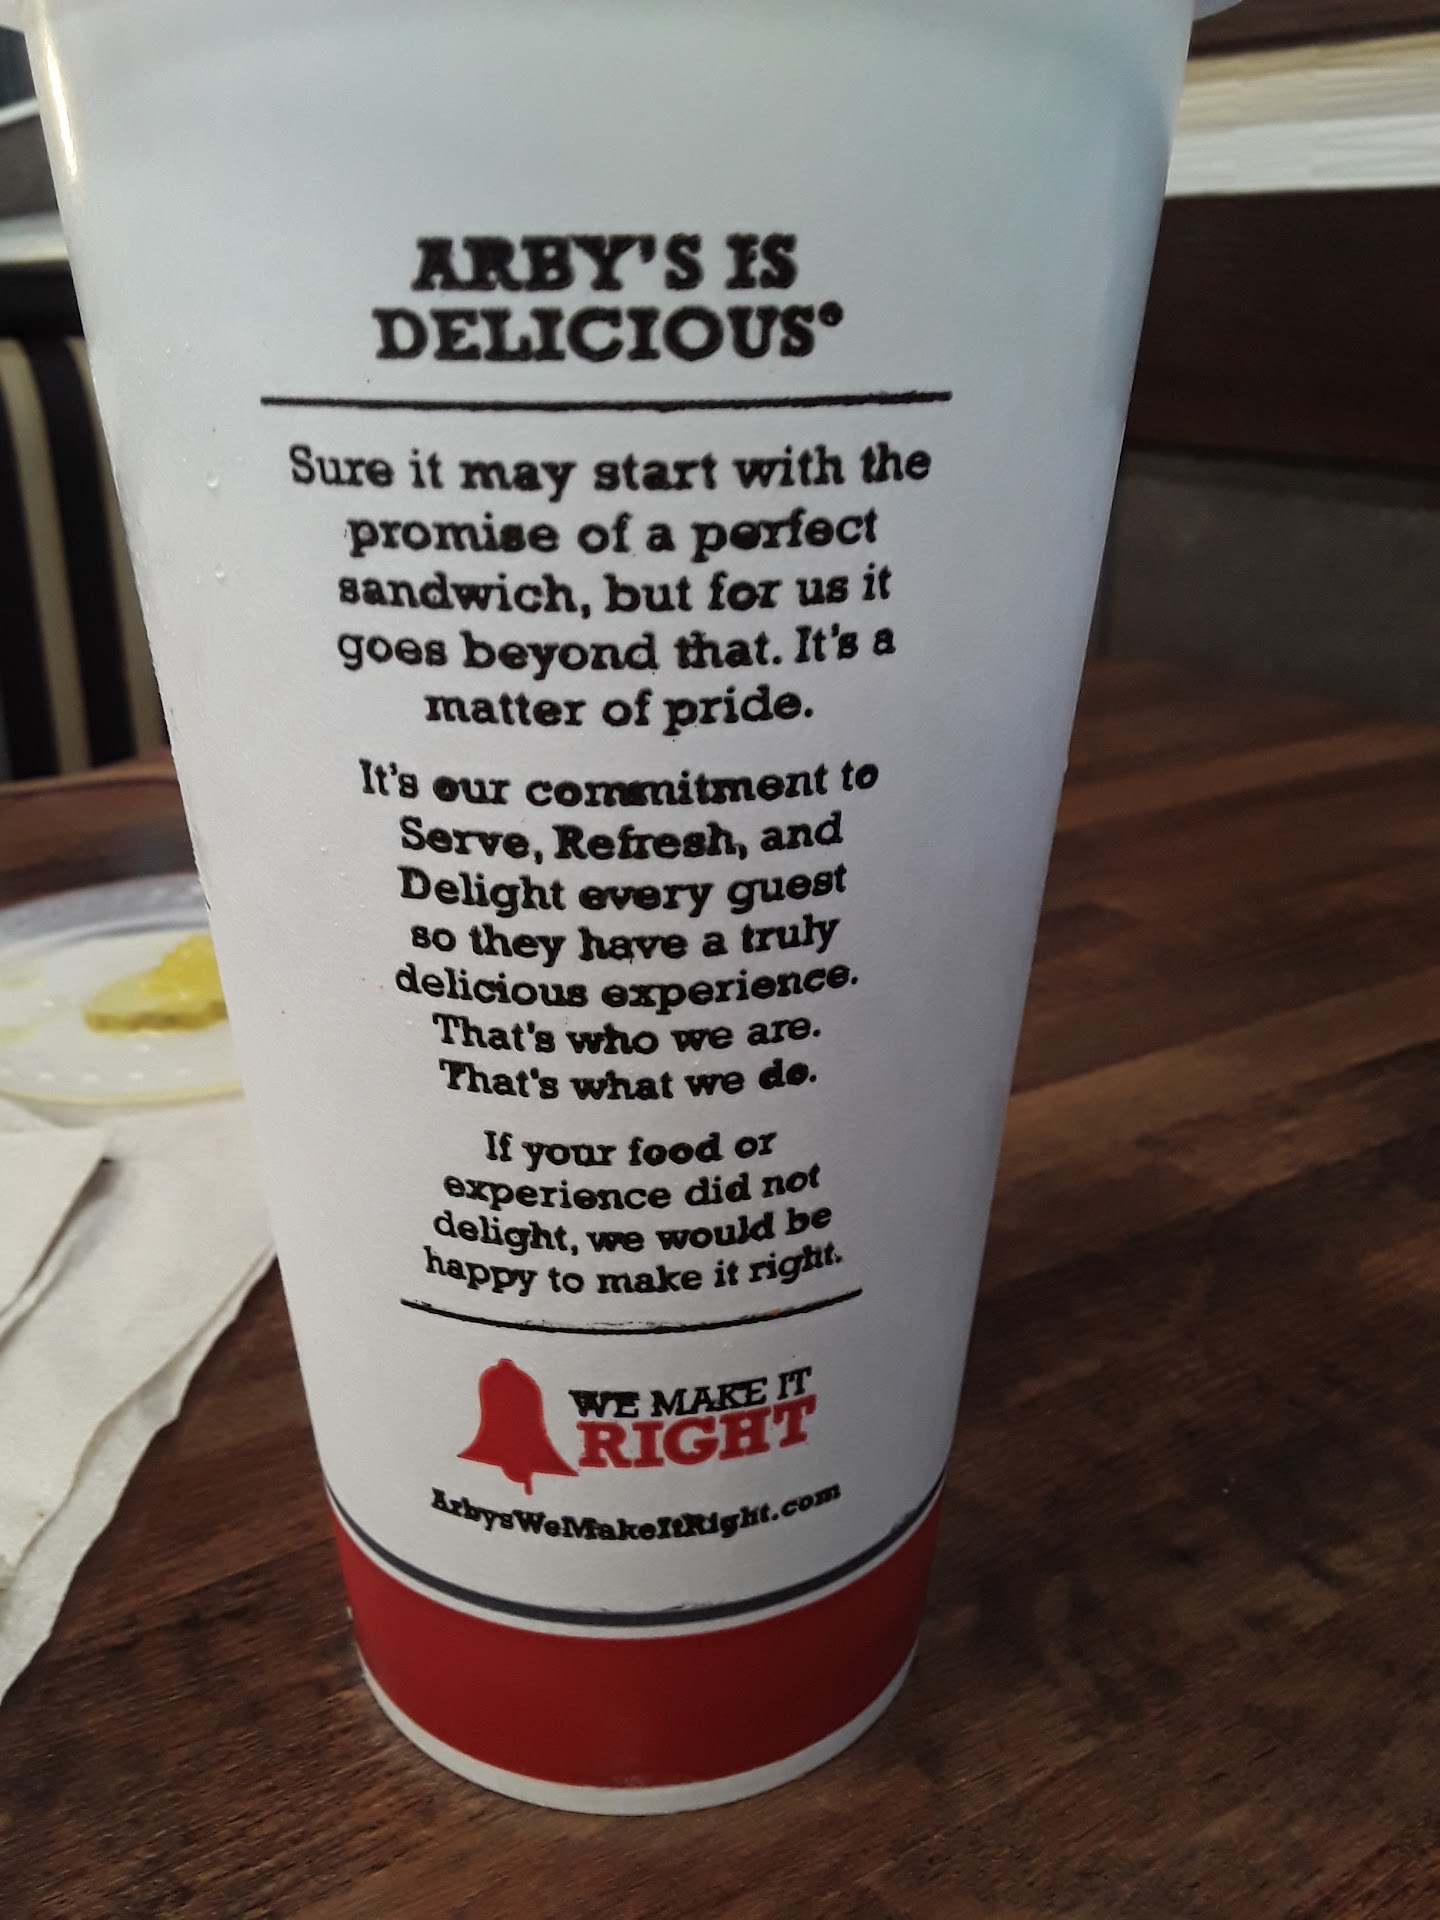 ARBY'S IS
DELICIOUS®
Sure it may start with the
promise of a perfect
sandwich, but for us it
goes beyond that. It's a
matter of pride.
It's our commitment to
Serve, Refresh, and
Delight every guest
so they have a truly
delicious experience.
That's who we are.
That's what we do.
If your food or
experience did not
delight, we would be
happy to make it right.
WE MAKE IT
RIGHT
ArbysWeMakeItRight.com